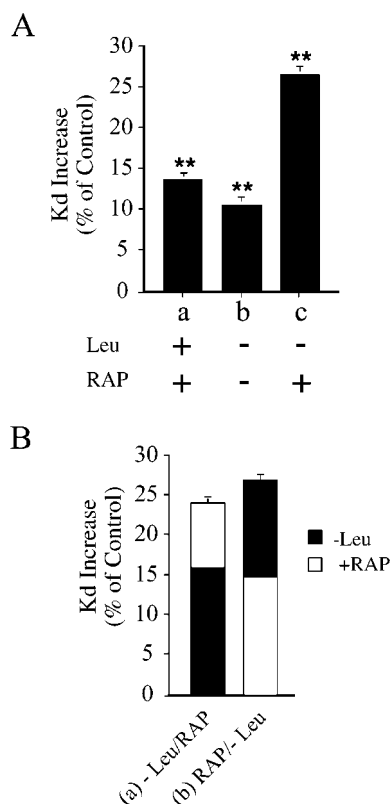 A
Kd Increase
(% of Control)
30
25
20
15
10
5
0
**
**
**
a b c
Leu + - -
RAP + - +
B
Kd Increase
(% of Control)
30
25
20
15
10
5
0
-Leu
+RAP
(a) - Leu/RAP
(b) RAP/- Leu